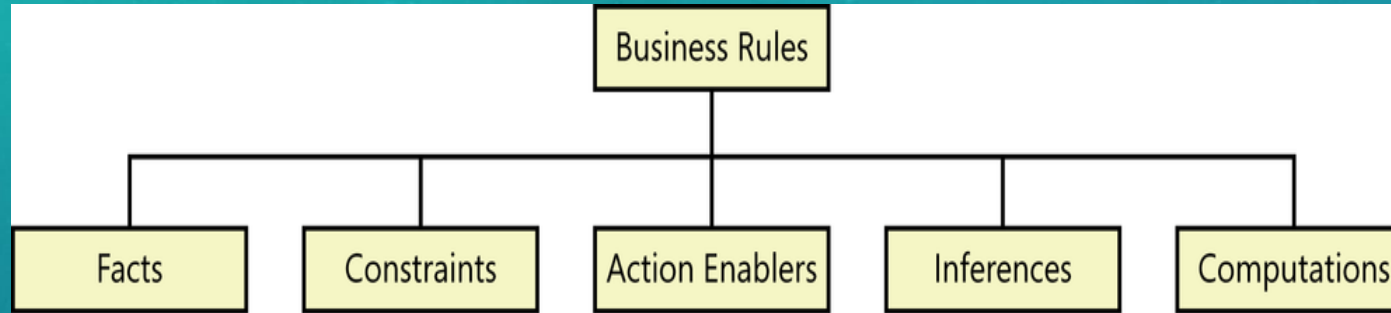 Business Rules
Facts
Constraints
Action Enablers
Inferences
Computations